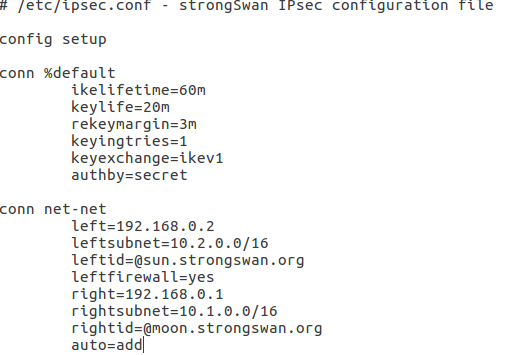 # /etc/ipsec.conf - strongSwan IPsec configuration file
config setup
conn %default
ikelifetime=60m
keylife=20m
rekeymargin=3m
keyingtries=1
keyexchange=ikev1
authby=secret
conn net-net
left=192.168.0.2
leftsubnet=10.2.0.0/16
leftid=@sun.strongswan.org
leftfirewall=yes
right=192.168.0.1
rightsubnet=10.1.0.0/16
rightid=@moon.strongswan.org
auto=add